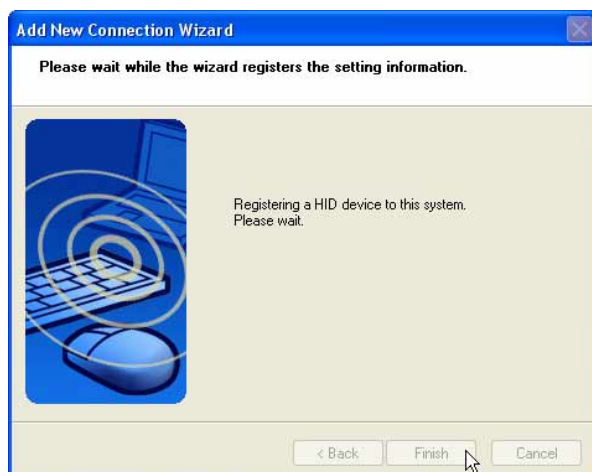 Add New Connection Wizard
Please wait while the wizard registers the setting information.
Registering a HID device to this system.
Please wait.
< Back
Finish
Cancel